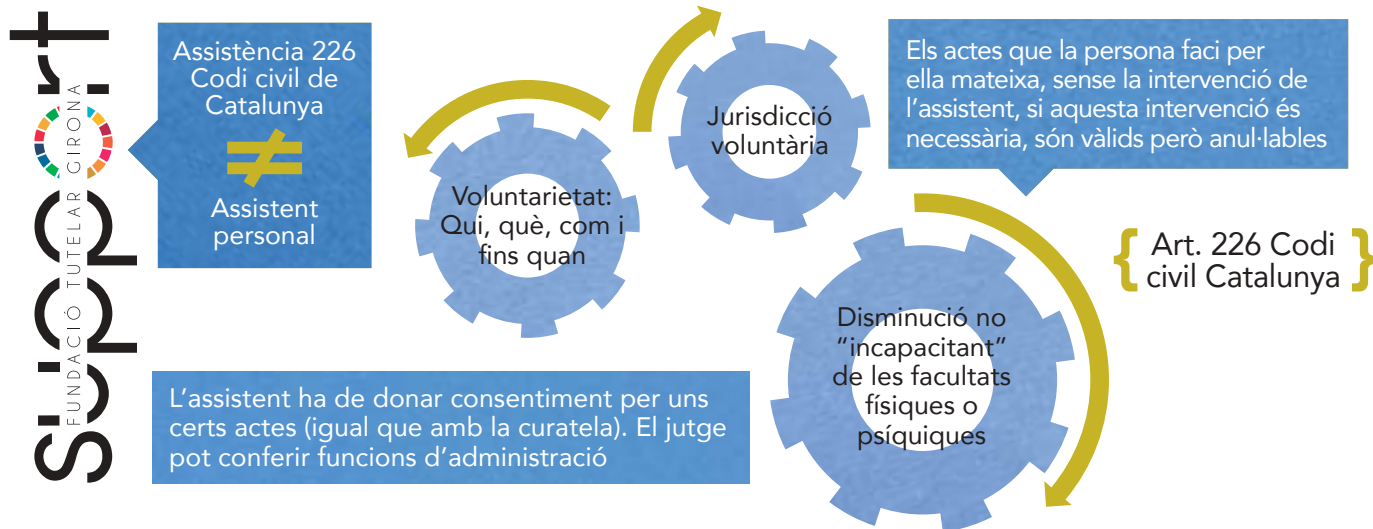 Support
FUNDACIÓ TUTELAR GIRONA
Assistència 226
Codi civil de
Catalunya
≠
Assistent
personal
Voluntarietat:
Qui, què, com i
fins quan
Jurisdicció
voluntària
Els actes que la persona faci per
ella mateixa, sense la intervenció de
l’assistent, si aquesta intervenció és
necessària, són vàlids però anul·lables
{ Art. 226 Codi
civil Catalunya }
Disminució no
“incapacitant”
de les facultats
físiques o
psíquiques
L’assistent ha de donar consentiment per uns
certs actes (igual que amb la curatela). El jutge
pot conferir funcions d’administració